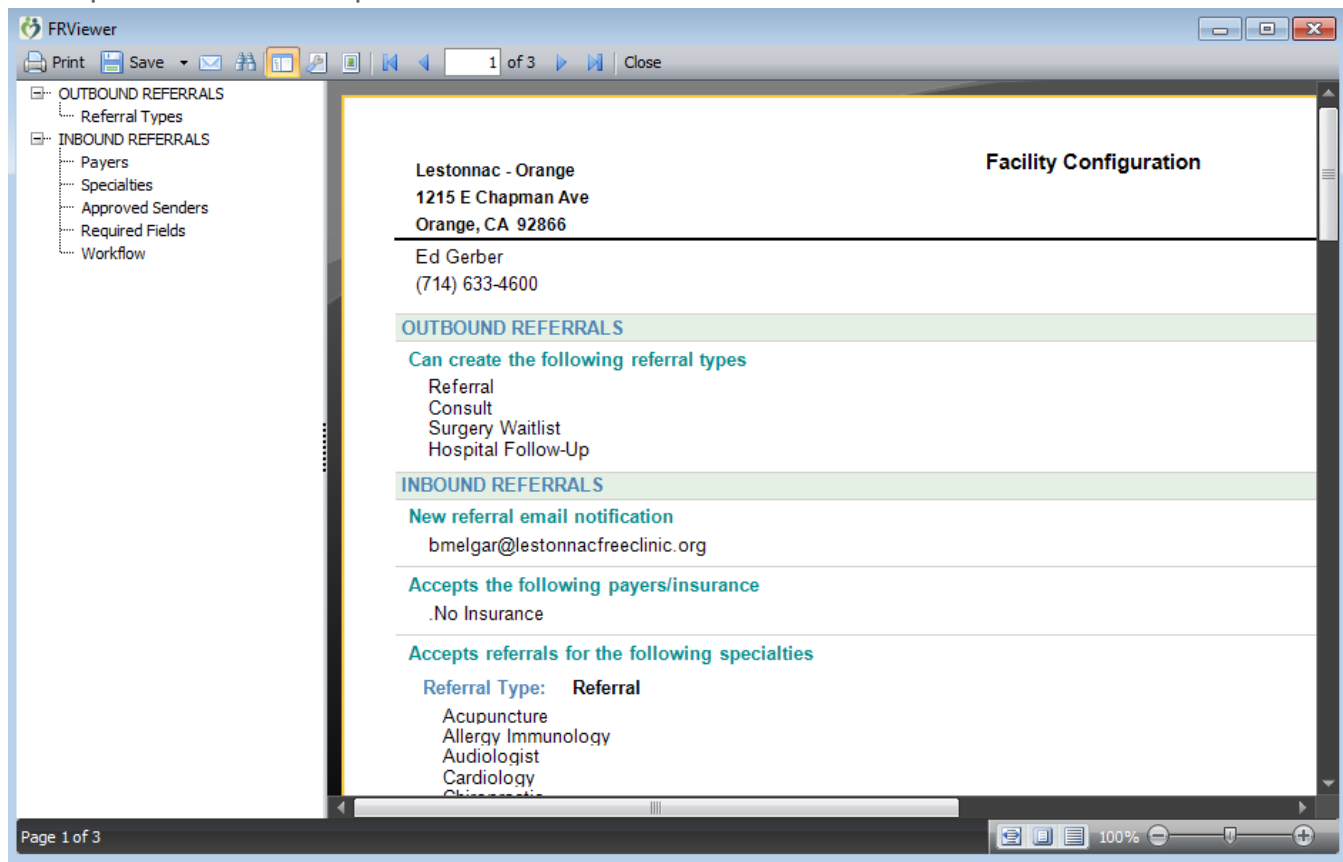 FRViewer
Print Save 1 of 3 Close
OUTBOUND REFERRALS
Referral Types
INBOUND REFERRALS
Payers
Specialties
Approved Senders
Required Fields
Workflow
Facility Configuration
Lestonnac - Orange
1215 E Chapman Ave
Orange, CA 92866
Ed Gerber
(714) 633-4600
OUTBOUND REFERRALS
Can create the following referral types
Referral
Consult
Surgery Waitlist
Hospital Follow-Up
INBOUND REFERRALS
New referral email notification
bmelgar@lestonnacfreeclinic.org
Accepts the following payers/insurance
.No Insurance
Accepts referrals for the following specialties
Referral Type: Referral
Acupuncture
Allergy Immunology
Audiologist
Cardiology
Page 1 of 3
100%